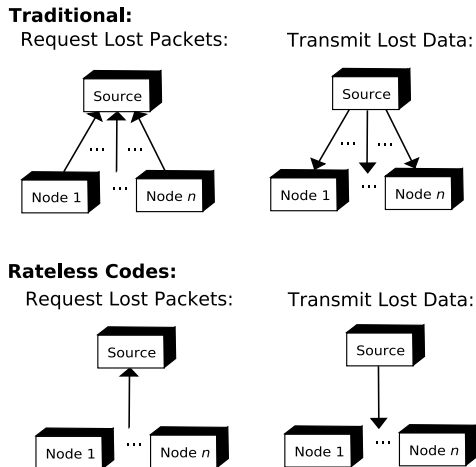 Traditional:
Request Lost Packets:
Transmit Lost Data:
Source
Source
... ...
... ...
Node 1
...
Node n
Node 1
...
Node n
Rateless Codes:
Request Lost Packets:
Transmit Lost Data:
Source
Source
Node 1
...
Node n
Node 1
...
Node n